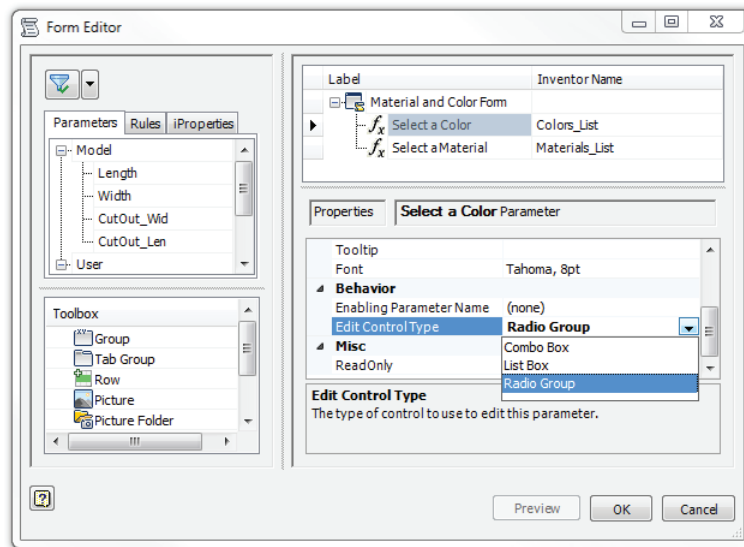 Form Editor
Parameters Rules iProperties
Model
Length
Width
CutOut_Wid
CutOut_Len
User
Toolbox
Group
Tab Group
Row
Picture
Picture Folder
Label Inventor Name
Material and Color Form
fx Select a Color Colors_List
fx Select a Material Materials_List
Properties Select a Color Parameter
Tooltip
Font Tahoma, 8pt
Behavior
Enabling Parameter Name (none)
Edit Control Type Radio Group
Misc Combo Box
ReadOnly List Box
Radio Group
Edit Control Type
The type of control to use to edit this parameter.
Preview OK Cancel